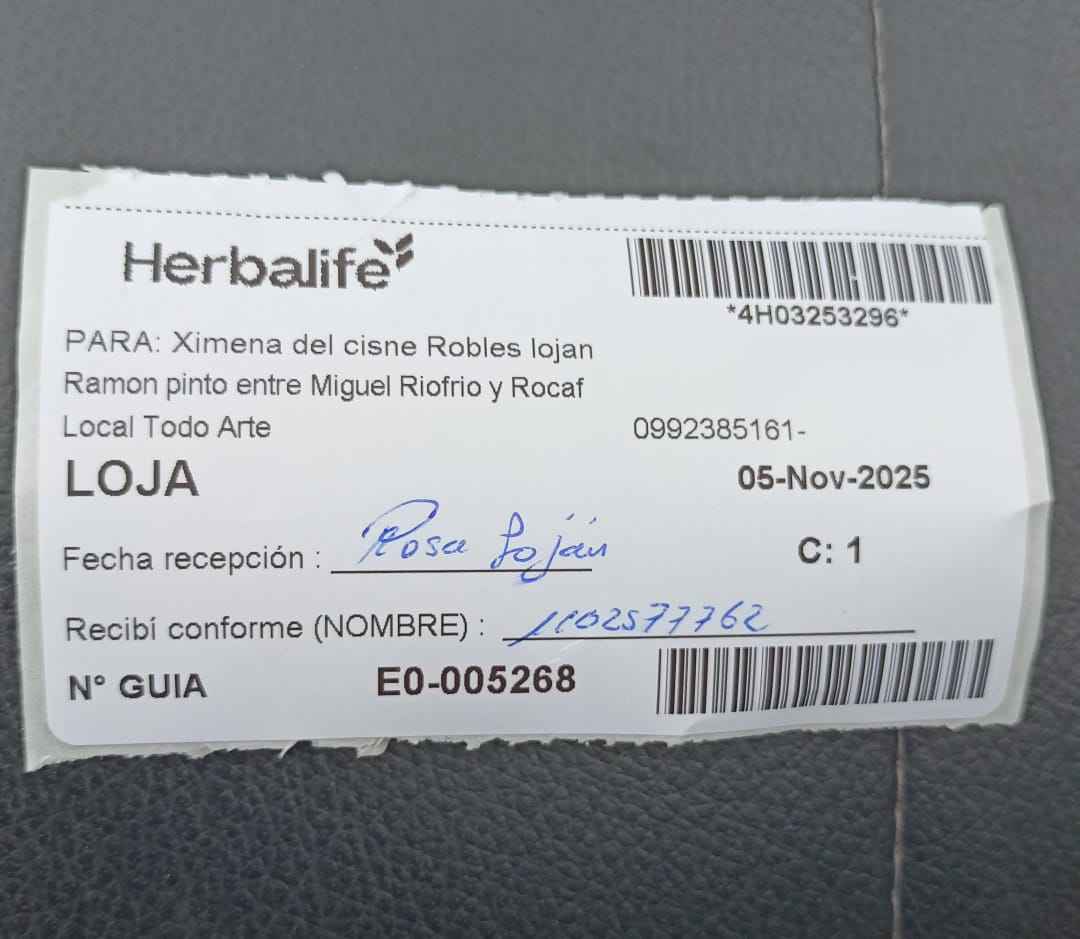 Herbalife
*4H03253296*
PARA: Ximena del cisne Robles lojan
Ramon pinto entre Miguel Riofrio y Rocaf
Local Todo Arte 0992385161-
LOJA 05-Nov-2025
Fecha recepción : Rosa Loján C: 1
Recibí conforme (NOMBRE) : 1102577762
N° GUIA E0-005268